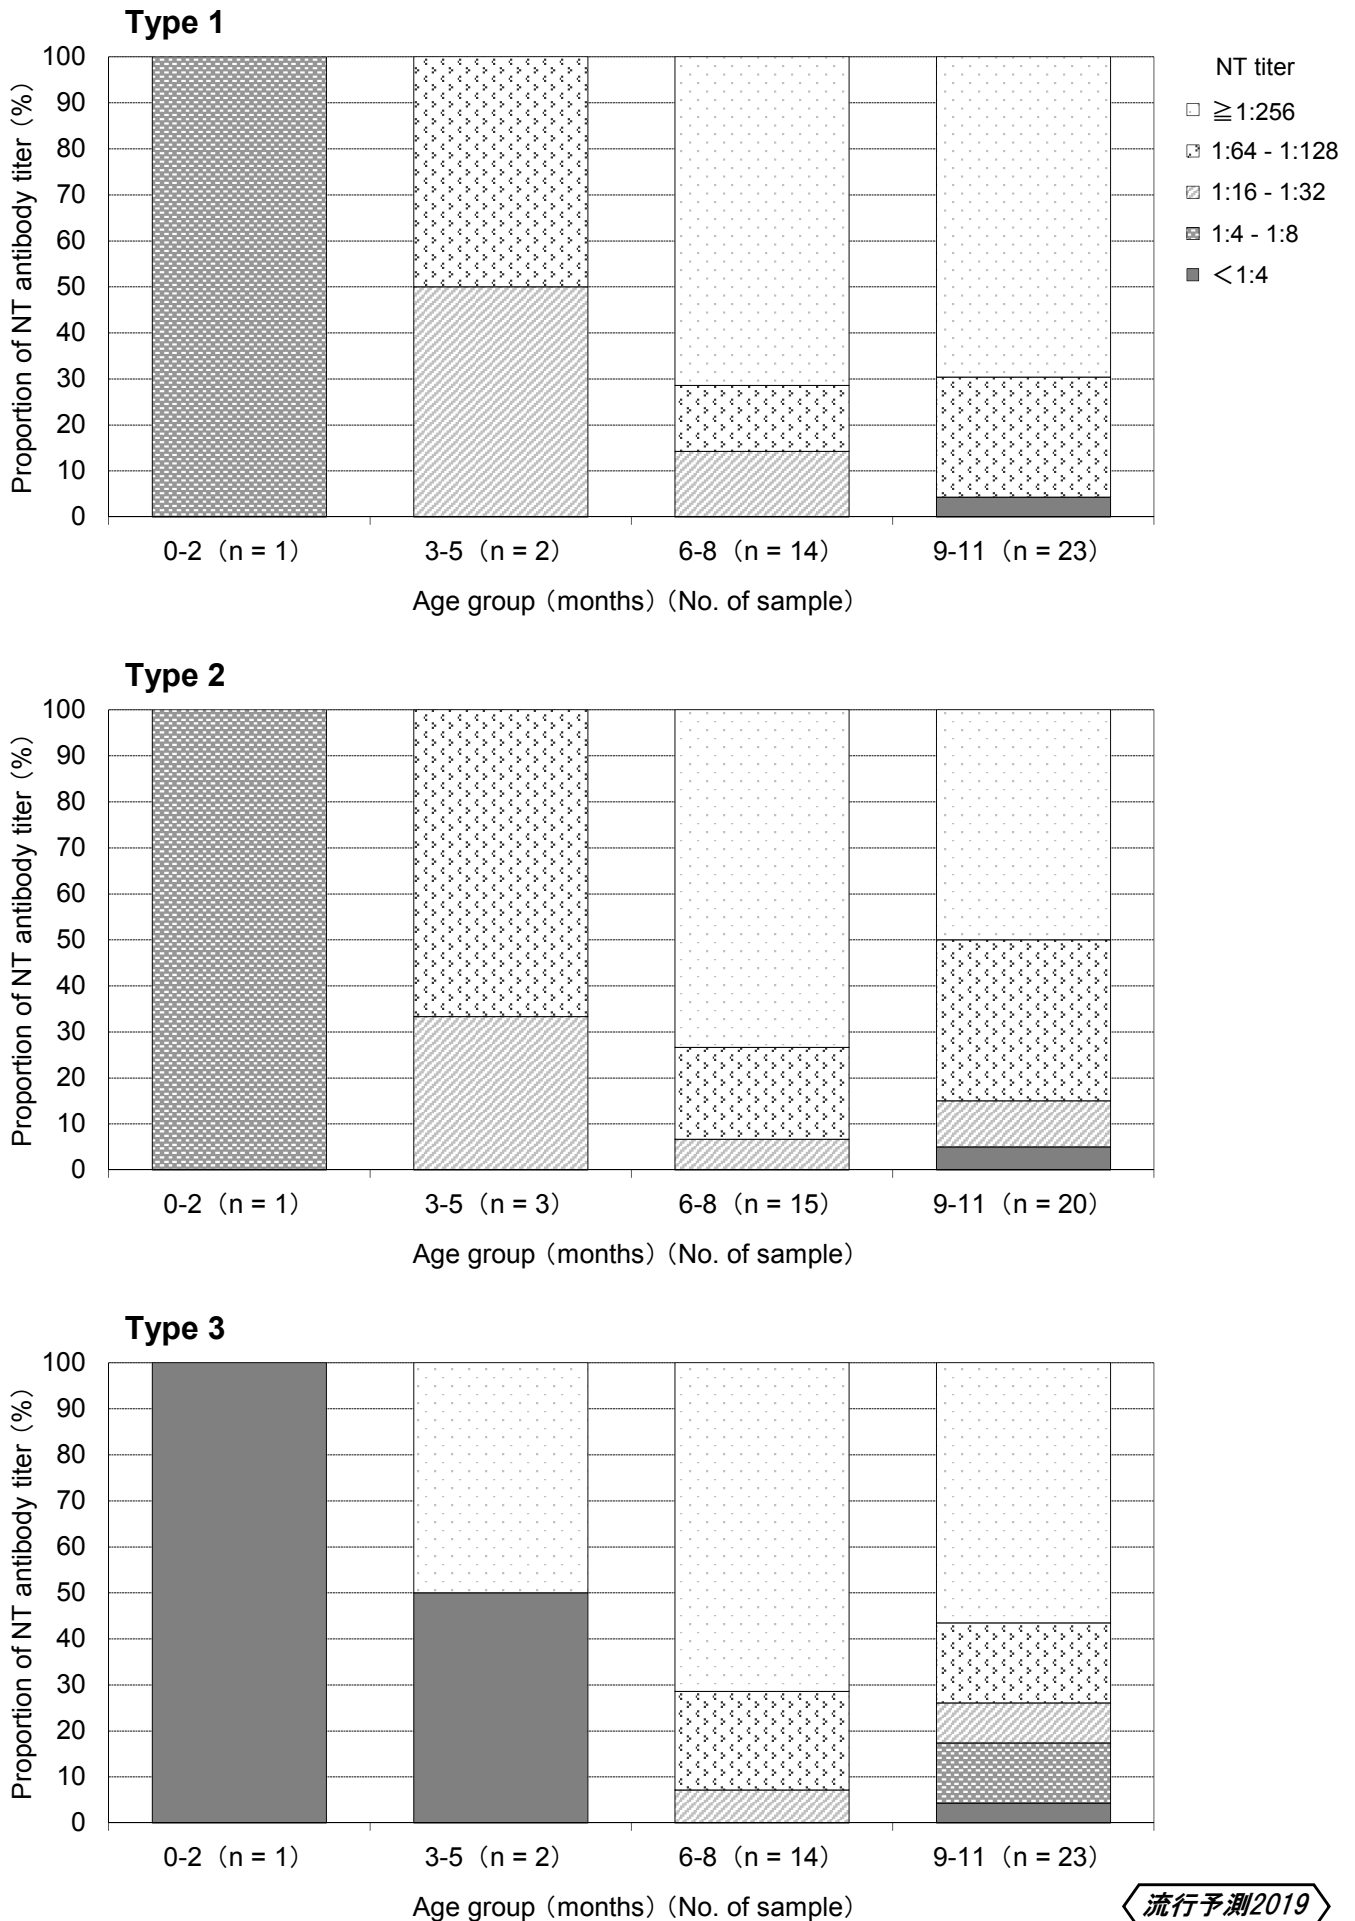 Type 1
Proportion of NT antibody titer (%)
100
90
80
70
60
50
40
30
20
10
0
0-2（n = 1）
3-5（n = 2）
6-8（n = 14）
9-11（n = 23）
Age group（months）（No. of sample）
NT titer
≧1:256
1:64 - 1:128
1:16 - 1:32
1:4 - 1:8
＜1:4
Type 2
Proportion of NT antibody titer (%)
100
90
80
70
60
50
40
30
20
10
0
0-2（n = 1）
3-5（n = 3）
6-8（n = 15）
9-11（n = 20）
Age group（months）（No. of sample）
Type 3
Proportion of NT antibody titer (%)
100
90
80
70
60
50
40
30
20
10
0
0-2（n = 1）
3-5（n = 2）
6-8（n = 14）
9-11（n = 23）
Age group（months）（No. of sample）
流行予測2019